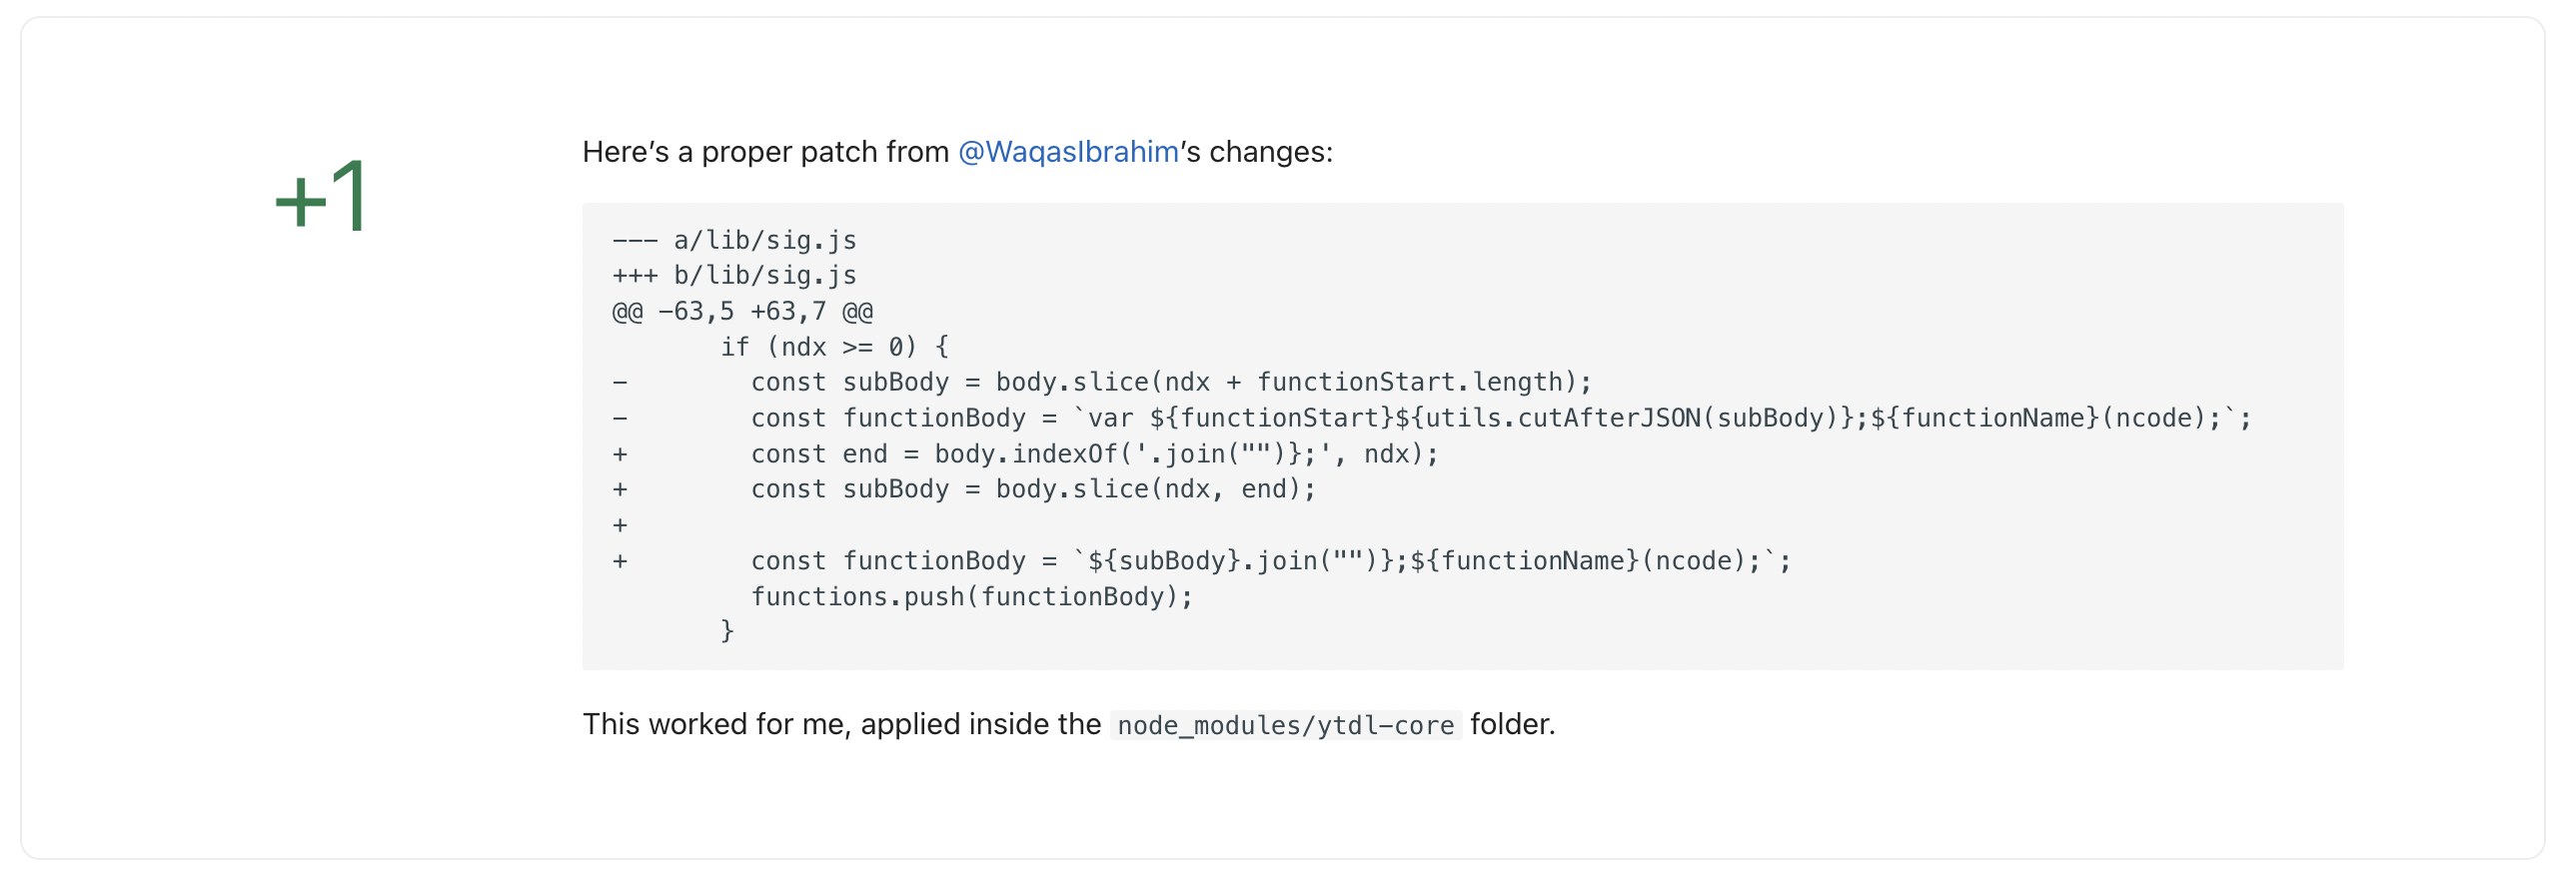 +1
Here’s a proper patch from @WaqasIbrahim’s changes:
--- a/lib/sig.js
+++ b/lib/sig.js
@@ -63,5 +63,7 @@
       if (ndx >= 0) {
-        const subBody = body.slice(ndx + functionStart.length);
-        const functionBody = `var ${functionStart}${utils.cutAfterJSON(subBody)};${functionName}(ncode);`;
+        const end = body.indexOf('.join("")};', ndx);
+        const subBody = body.slice(ndx, end);
+
+        const functionBody = `${subBody}.join("")};${functionName}(ncode);`;
         functions.push(functionBody);
       }
This worked for me, applied inside the node_modules/ytdl-core folder.